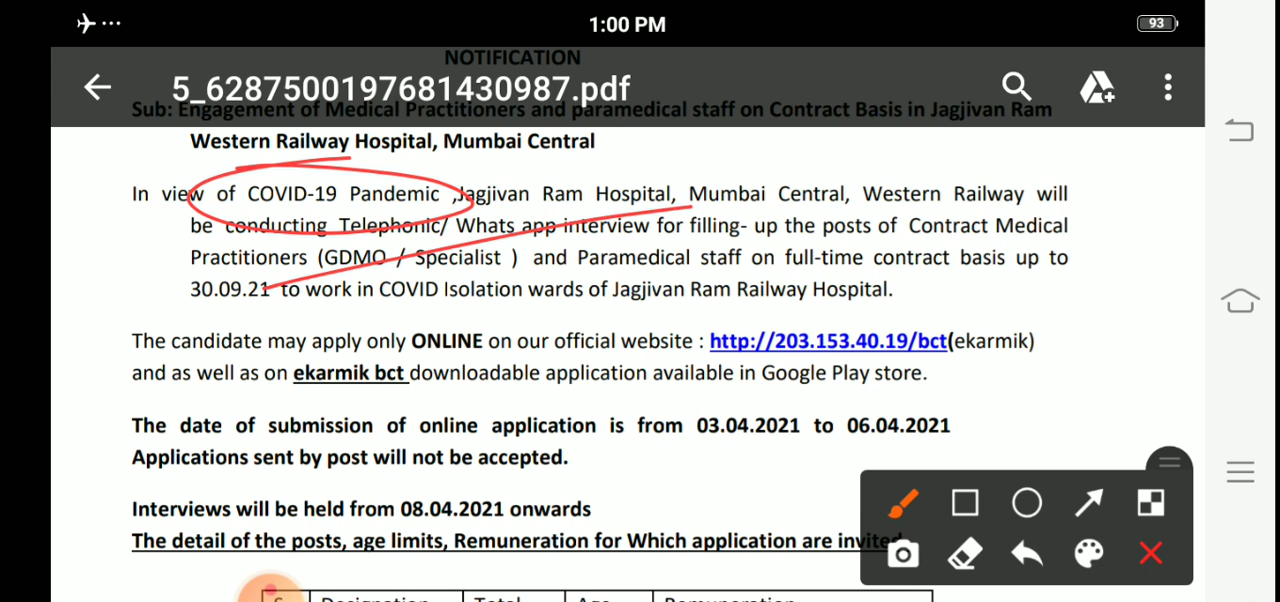 1:00 PM
93
NOTIFICATION
5_6287500197681430987.pdf
Sub: Engagement of Medical Practitioners and paramedical staff on Contract Basis in Jagjivan Ram
Western Railway Hospital, Mumbai Central
In view of COVID-19 Pandemic ,Jagjivan Ram Hospital, Mumbai Central, Western Railway will
be conducting Telephonic/ Whats app interview for filling- up the posts of Contract Medical
Practitioners (GDMO / Specialist ) and Paramedical staff on full-time contract basis up to
30.09.21 to work in COVID Isolation wards of Jagjivan Ram Railway Hospital.
The candidate may apply only ONLINE on our official website : http://203.153.40.19/bct(ekarmik)
and as well as on ekarmik bct downloadable application available in Google Play store.
The date of submission of online application is from 03.04.2021 to 06.04.2021
Applications sent by post will not be accepted.
Interviews will be held from 08.04.2021 onwards
The detail of the posts, age limits, Remuneration for Which application are invited
S Designation Total Age Remuneration